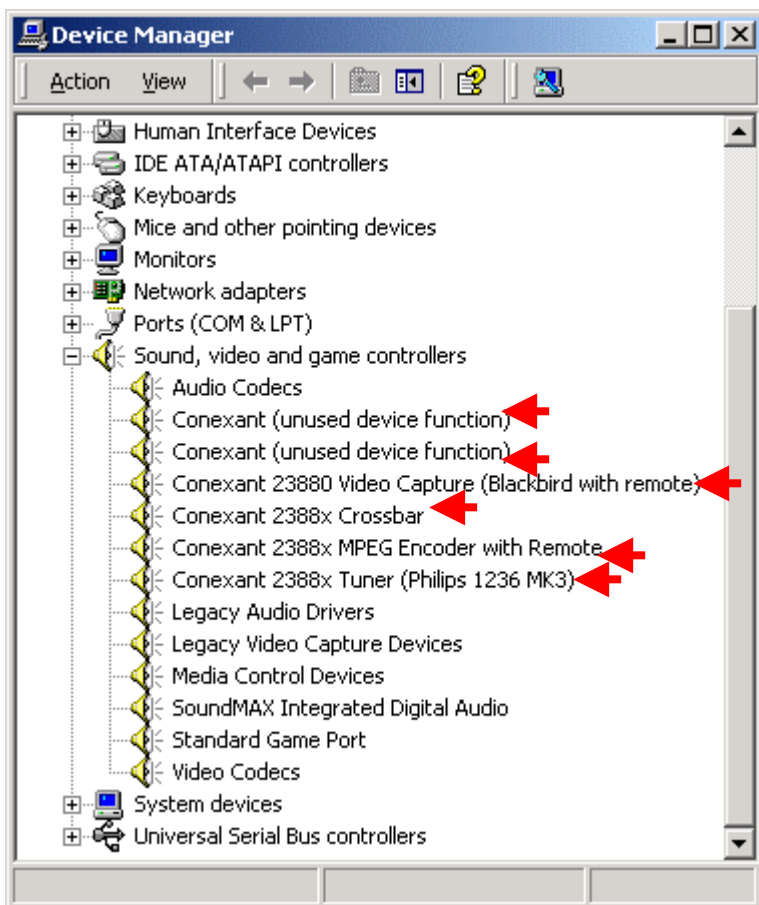 Device Manager
Action View
Human Interface Devices
IDE ATA/ATAPI controllers
Keyboards
Mice and other pointing devices
Monitors
Network adapters
Ports (COM & LPT)
Sound, video and game controllers
Audio Codecs
Conexant (unused device function)
Conexant (unused device function)
Conexant 23880 Video Capture (Blackbird with remote)
Conexant 2388x Crossbar
Conexant 2388x MPEG Encoder with Remote
Conexant 2388x Tuner (Philips 1236 MK3)
Legacy Audio Drivers
Legacy Video Capture Devices
Media Control Devices
SoundMAX Integrated Digital Audio
Standard Game Port
Video Codecs
System devices
Universal Serial Bus controllers